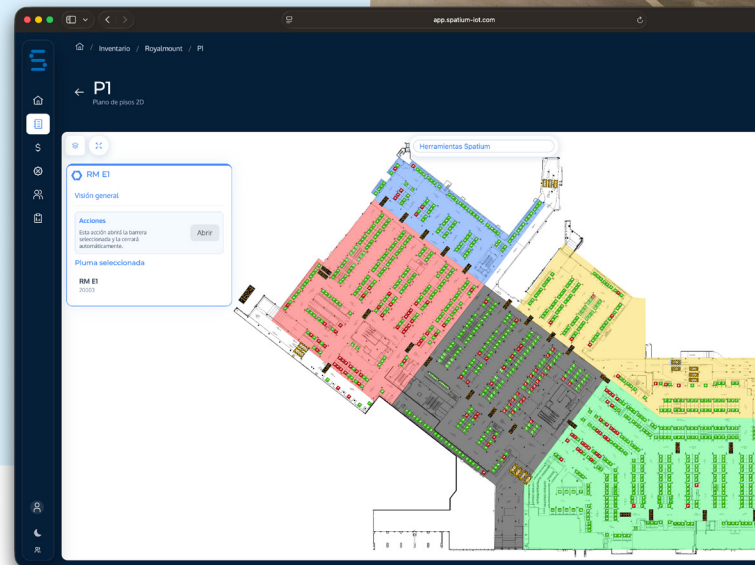 app.spatium-iot.com
Inventario / Royalmount / P1
P1
Plano de pisos 2D
Herramientas Spatium
RM E1
Visión general
Acciones
Esta acción abrirá la barrera
seleccionada y la cerrará
automáticamente.
Abrir
Pluma seleccionada
RM E1
20503